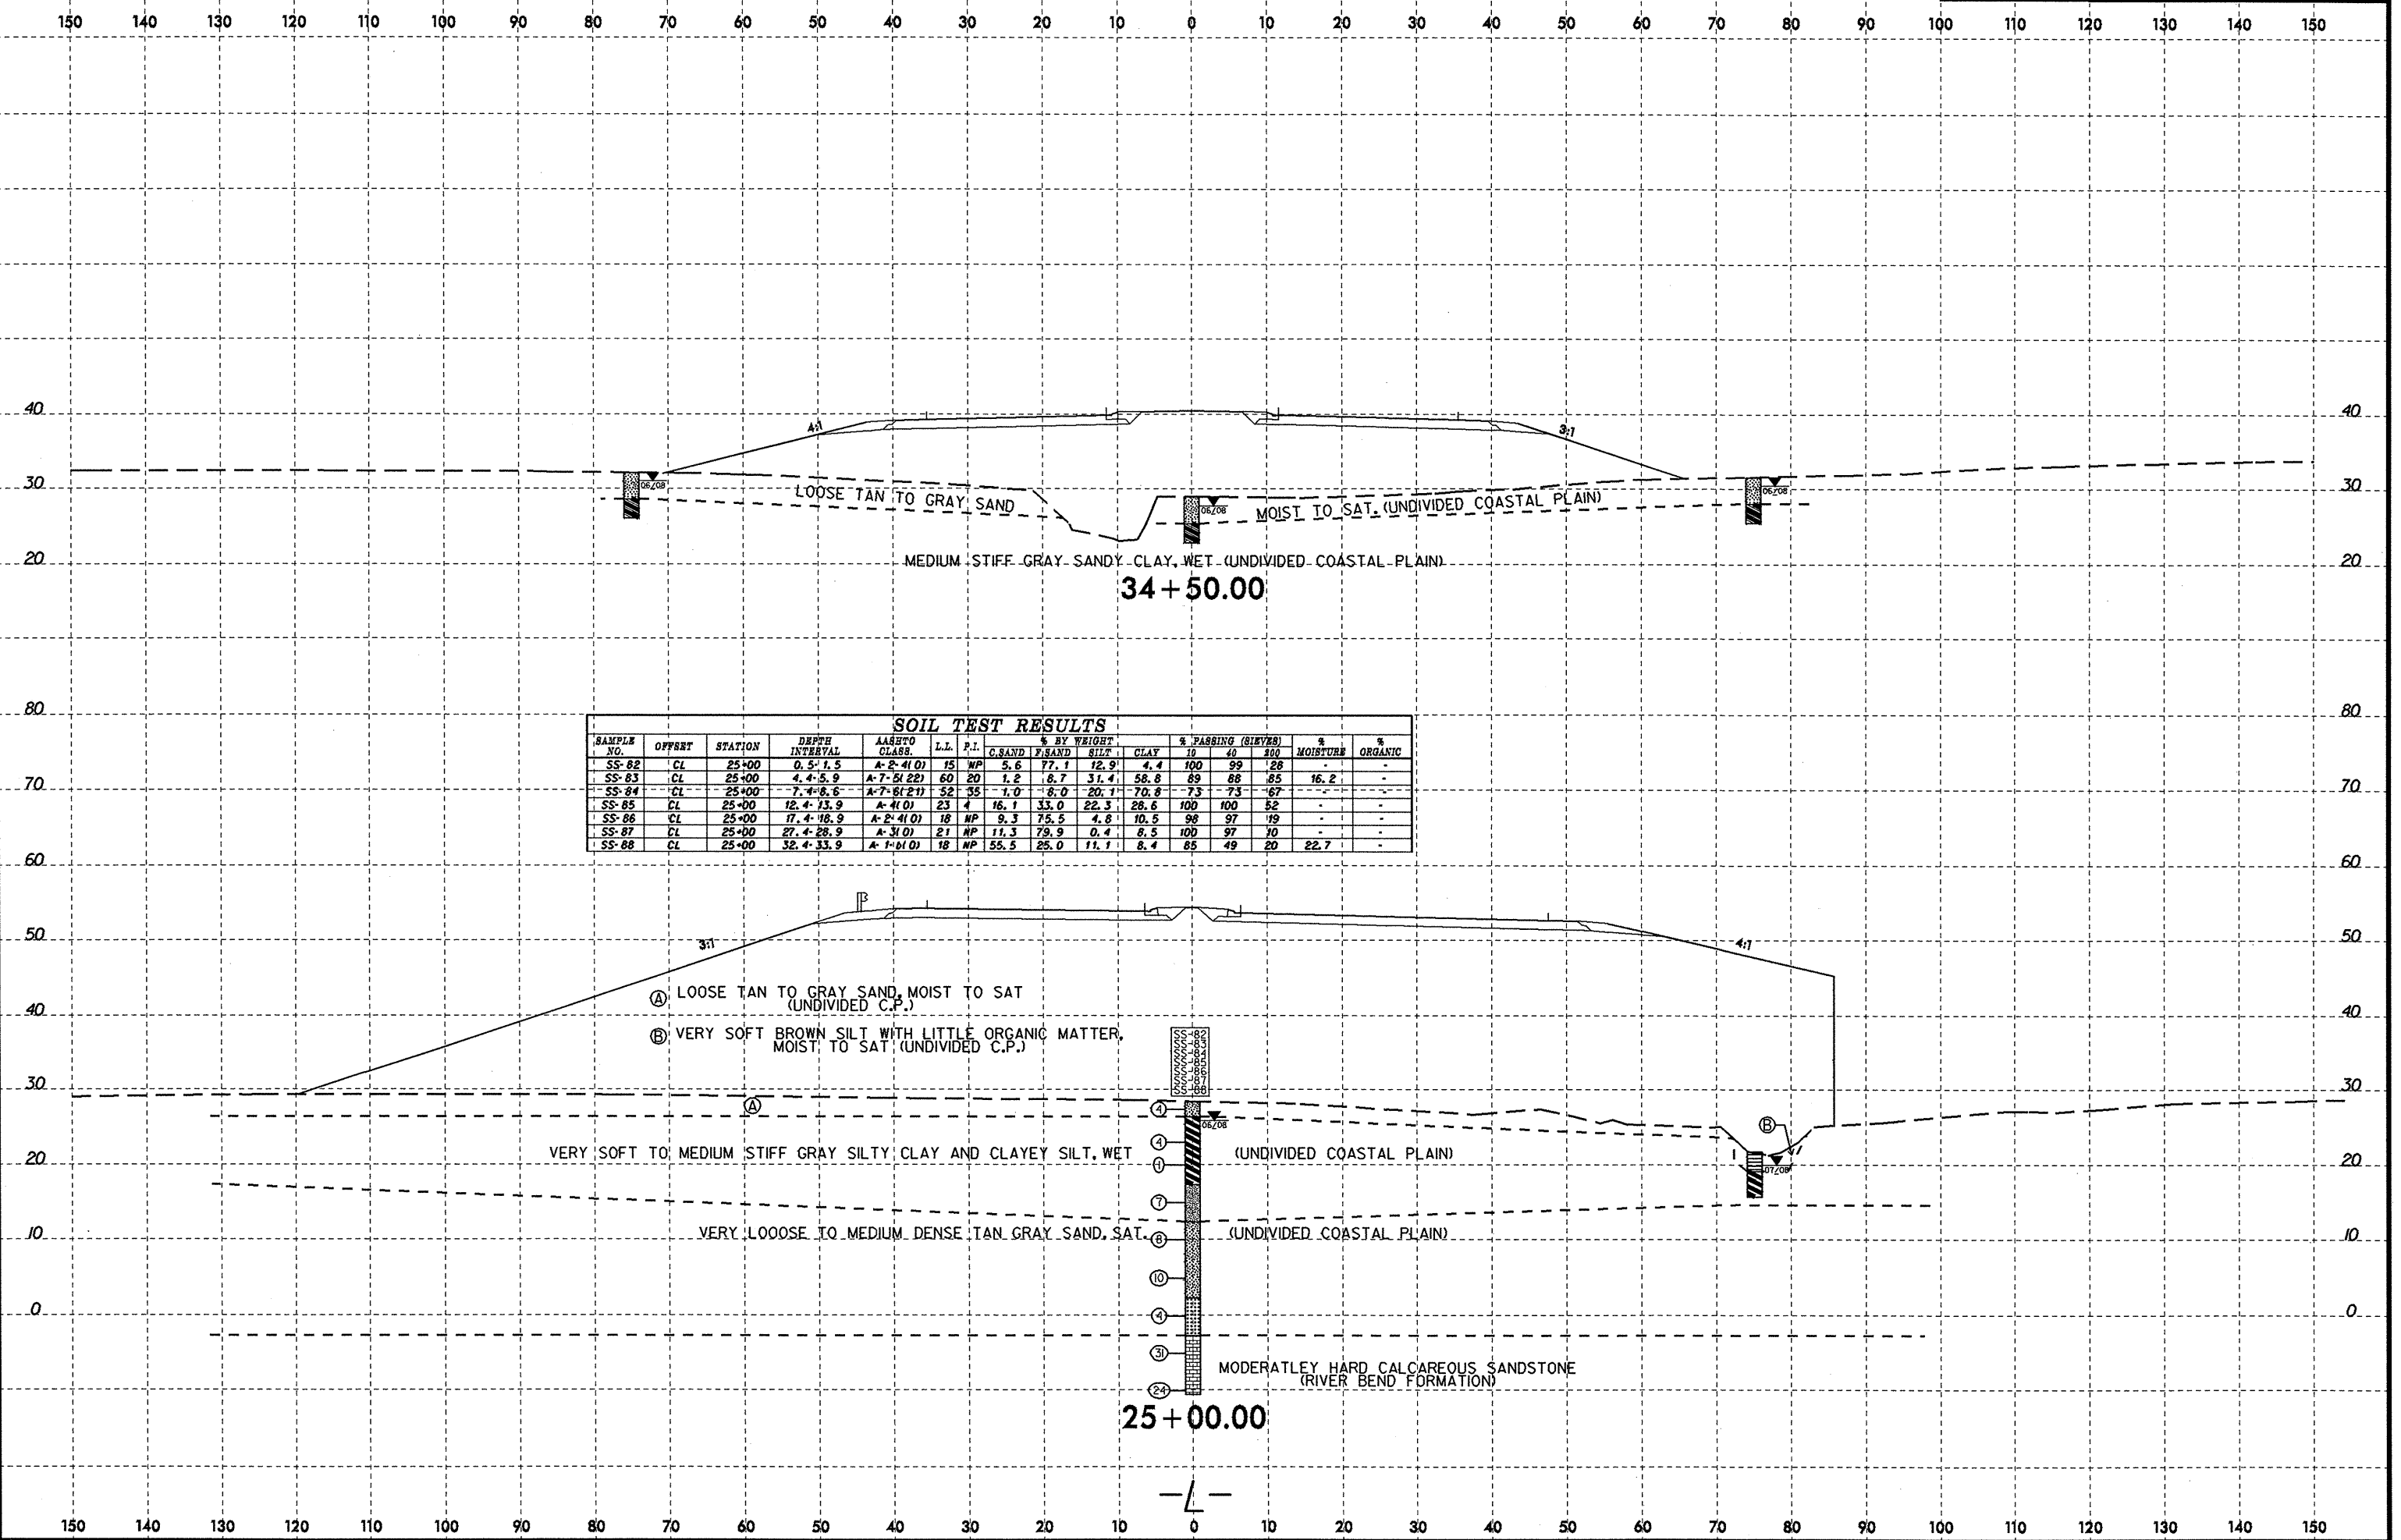 150 140 130 120 110 100 90 80 70 60 50 40 30 20 10 0 10 20 30 40 50 60 70 80 90 100 110 120 130 140 150
40 40
4:1 3:1
30 30
06/08 06/08 06/08
LOOSE TAN TO GRAY SAND MOIST TO SAT. (UNDIVIDED COASTAL PLAIN)
20 20
MEDIUM STIFF GRAY SANDY CLAY, WET (UNDIVIDED COASTAL PLAIN)
34+50.00
80 80
SOIL TEST RESULTS
SAMPLE NO. OFFSET STATION DEPTH INTERVAL AASHTO CLASS. L.L. P.I. % BY WEIGHT C.SAND F.SAND SILT CLAY % PASSING (SIEVES) 10 40 200 % MOISTURE % ORGANIC
SS-82 CL 25+00 0.5-1.5 A-2-4(0) 15 NP 5.6 77.1 12.9 4.4 100 99 28 - -
SS-83 CL 25+00 4.4-5.9 A-7-5(22) 60 20 1.2 8.7 31.4 58.8 89 88 85 16.2 -
SS-84 CL 25+00 7.4-8.6 A-7-6(21) 52 35 1.0 8.0 20.1 70.8 73 73 67 - -
SS-85 CL 25+00 12.4-13.9 A-4(0) 23 4 16.1 33.0 22.3 28.6 100 100 52 - -
SS-86 CL 25+00 17.4-18.9 A-2-4(0) 18 NP 9.3 75.5 4.8 10.5 98 97 19 - -
SS-87 CL 25+00 27.4-28.9 A-3(0) 21 NP 11.3 79.9 0.4 8.5 100 97 10 - -
SS-88 CL 25+00 32.4-33.9 A-1-b(0) 18 NP 55.5 25.0 11.1 8.4 85 49 20 22.7 -
70 70
60 60
50 50
3:1 4:1
A LOOSE TAN TO GRAY SAND, MOIST TO SAT
(UNDIVIDED C.P.)
40 40
B VERY SOFT BROWN SILT WITH LITTLE ORGANIC MATTER,
MOIST TO SAT (UNDIVIDED C.P.)
SS-82
SS-83
SS-84
SS-85
SS-86
SS-87
SS-88
30 30
A
4
06/08
B
4
VERY SOFT TO MEDIUM STIFF GRAY SILTY CLAY AND CLAYEY SILT, WET (UNDIVIDED COASTAL PLAIN)
20 1 20
07/08
7
VERY LOOOSE TO MEDIUM DENSE TAN GRAY SAND, SAT. (UNDIVIDED COASTAL PLAIN)
10 8 10
10
0 4 0
31
MODERATLEY HARD CALCAREOUS SANDSTONE
(RIVER BEND FORMATION)
24
25+00.00
-L-
150 140 130 120 110 100 90 80 70 60 50 40 30 20 10 0 10 20 30 40 50 60 70 80 90 100 110 120 130 140 150